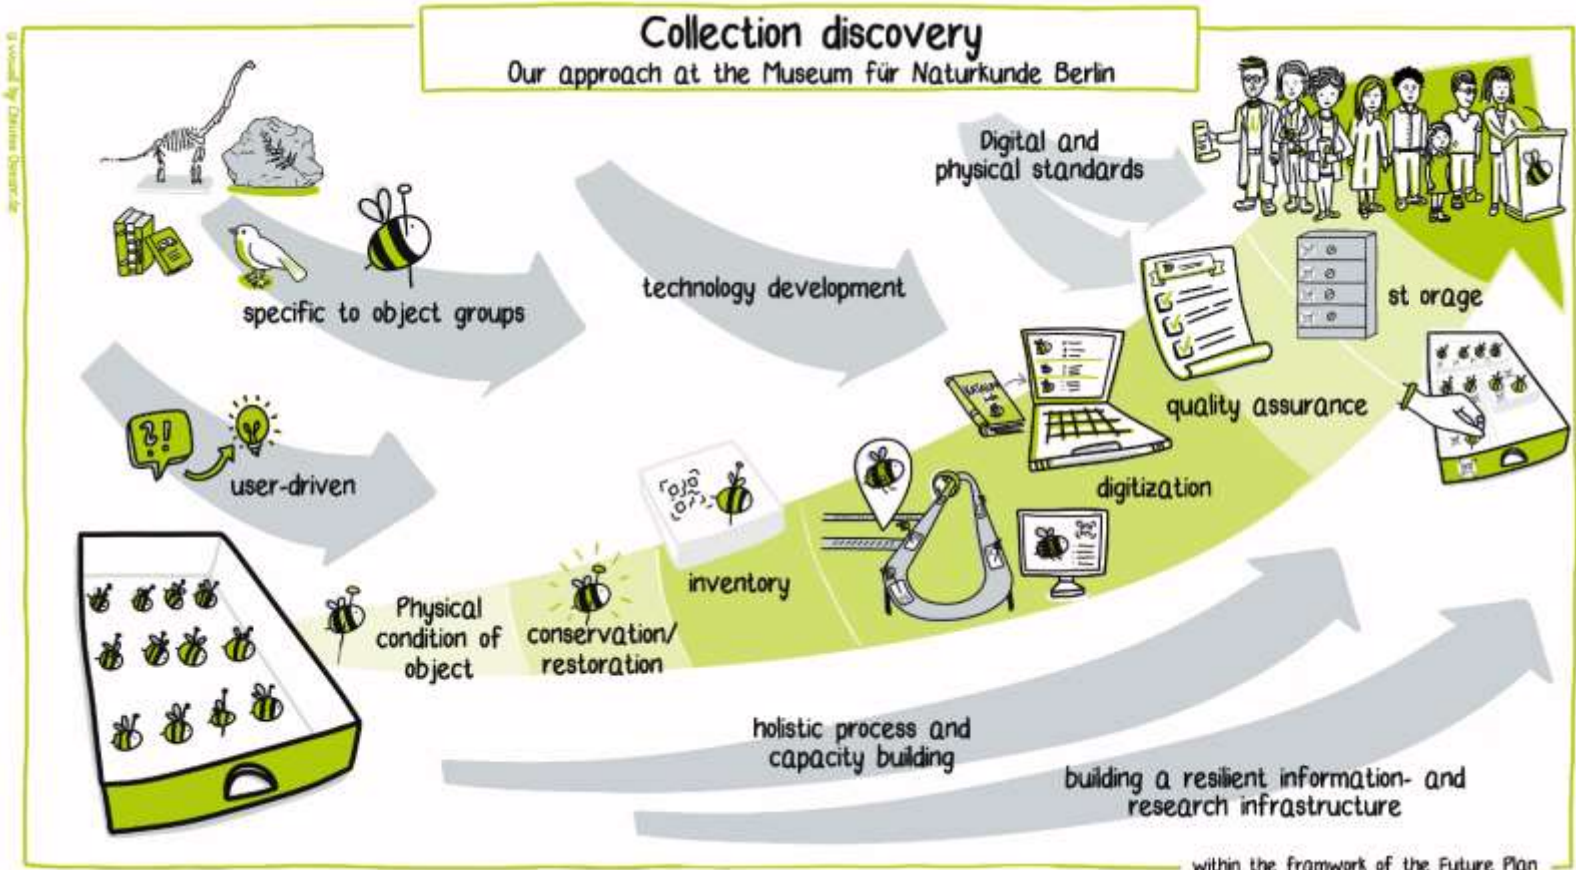 Collection discovery
Our approach at the Museum für Naturkunde Berlin
Digital and
physical standards
technology development
specific to object groups
st orage
quality assurance
user-driven
digitization
inventory
Physical
condition of
object
conservation/
restoration
holistic process and
capacity building
building a resilient information- and
research infrastructure
within the framwork of the Future Plan